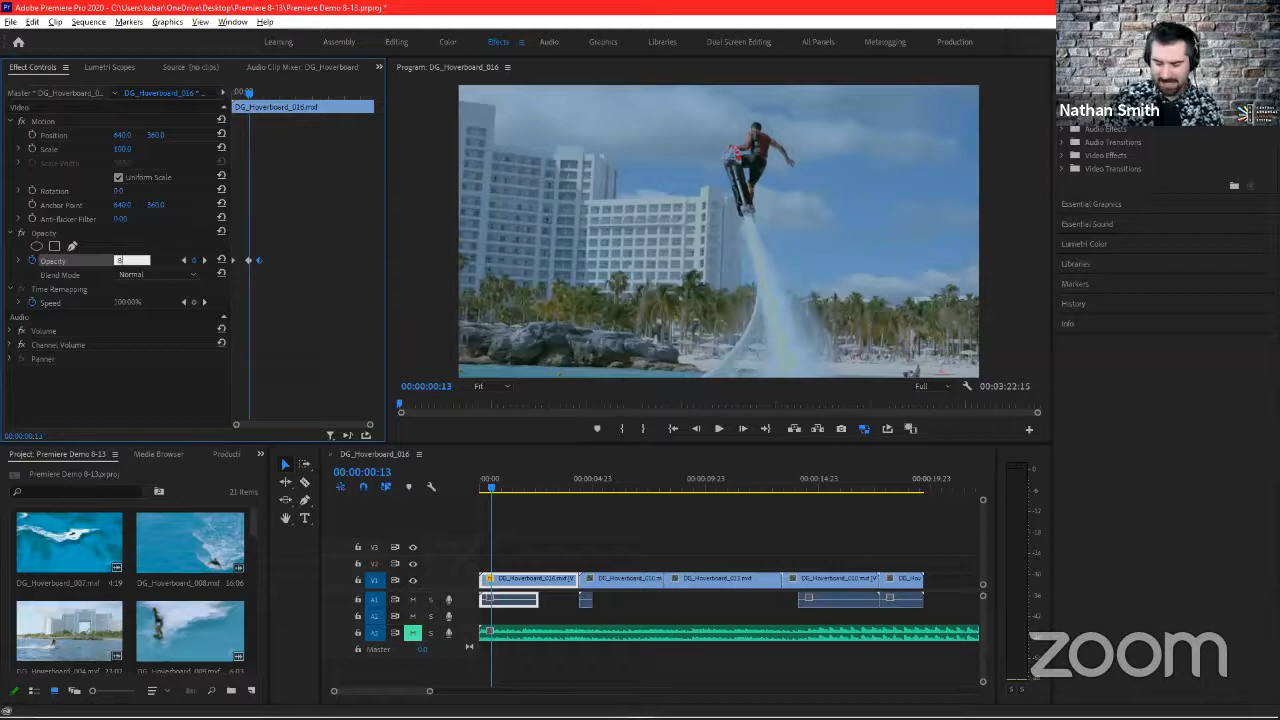 Adobe Premiere Pro 2020 - C:\Users\kabar\OneDrive\Desktop\Premiere 8-13\Premiere Demo 8-13.prproj *
File Edit Clip Sequence Markers Graphics View Window Help
Learning Assembly Editing Color Effects Audio Graphics Libraries Dual Screen Editing All Panels Metalogging Production
Effect Controls Lumetri Scopes Source: (no clips) Audio Clip Mixer: DG_Hoverboard Program: DG_Hoverboard_016
Master * DG_Hoverboard_0... DG_Hoverboard_016 * ...
Video DG_Hoverboard_016.mxf
Motion
Position 640.0 360.0
Scale 100.0
Uniform Scale
Rotation 0.0
Anchor Point 640.0 360.0
Anti-flicker Filter 0.00
Opacity
Opacity 8
Blend Mode Normal
Time Remapping
Speed 100.00%
Audio
Volume
Channel Volume
Panner
00:00:00:13
00:00:00:13 Fit Full 00:03:22:15
Nathan Smith
Audio Effects
Audio Transitions
Video Effects
Video Transitions
Essential Graphics
Essential Sound
Lumetri Color
Libraries
Markers
History
Info
Project: Premiere Demo 8-13 Media Browser Producti
Premiere Demo 8-13.prproj
21 Items
DG_Hoverboard_007.mxf 4:19 DG_Hoverboard_008.mxf 16:06
DG_Hoverboard_004.mxf 23:02 DG_Hoverboard_009.mxf 6:03
DG_Hoverboard_016
00:00:00:13
:00:00 00:00:04:23 00:00:09:23 00:00:14:23 00:00:19:23
V3
V2
V1 DG_Hoverboard_016.mxf [V DG_Hoverboard_010.m DG_Hoverboard_013.mxf DG_Hoverboard_010.mxf [V DG_Hov
A1 M S
A2 M S
A3 M S
Master 0.0
S S
zoom